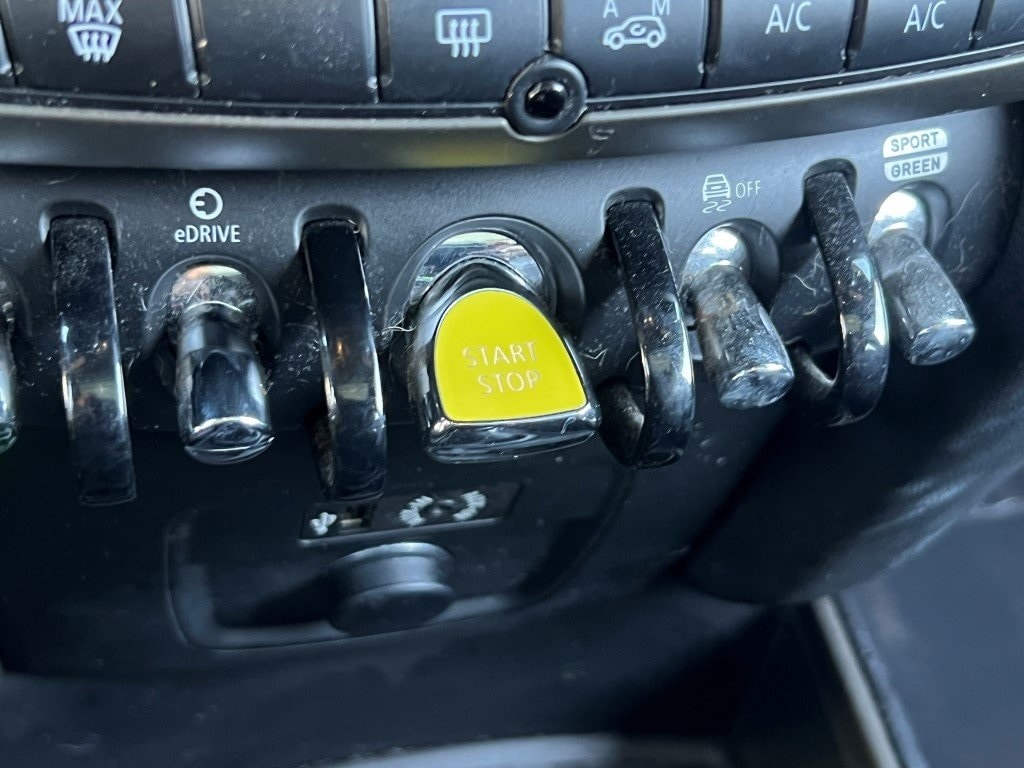 MAX
A M
A/C
A/C
eDRIVE
OFF
SPORT
GREEN
START
STOP